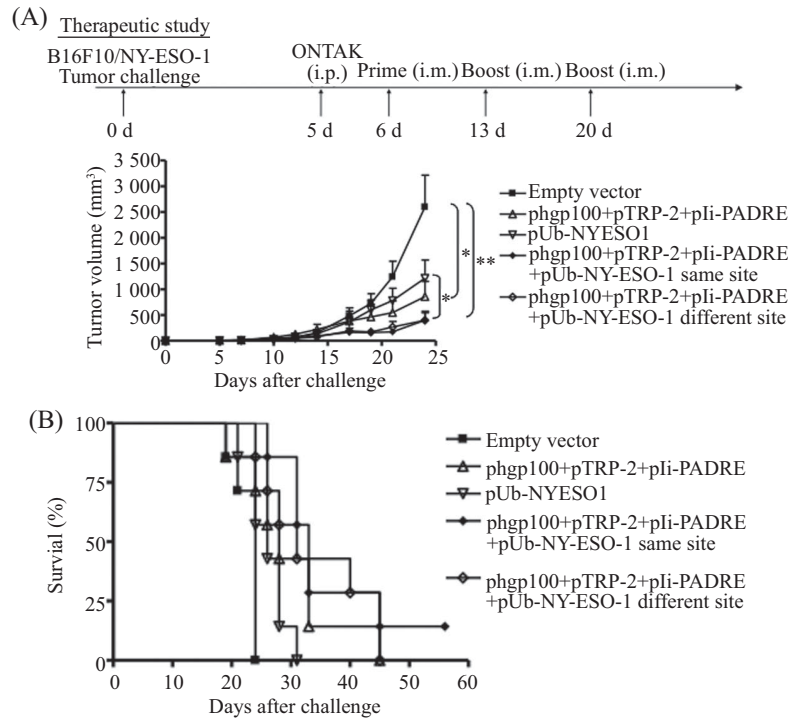 (A)
Therapeutic study
B16F10/NY-ESO-1
Tumor challenge
ONTAK
(i.p.)
Prime (i.m.)
Boost (i.m.)
Boost (i.m.)
0 d
5 d
6 d
13 d
20 d
Tumor volume (mm³)
3 500
3 000
2 500
2 000
1 500
1 000
500
0
0
5
10
15
20
25
Days after challenge
*
*
**
Empty vector
phgp100+pTRP-2+pIi-PADRE
pUb-NYESO1
phgp100+pTRP-2+pIi-PADRE
+pUb-NY-ESO-1 same site
phgp100+pTRP-2+pIi-PADRE
+pUb-NY-ESO-1 different site
(B)
Survial (%)
100
75
50
25
0
0
20
30
40
50
60
Days after challenge
Empty vector
phgp100+pTRP-2+pIi-PADRE
pUb-NYESO1
phgp100+pTRP-2+pIi-PADRE
+pUb-NY-ESO-1 same site
phgp100+pTRP-2+pIi-PADRE
+pUb-NY-ESO-1 different site